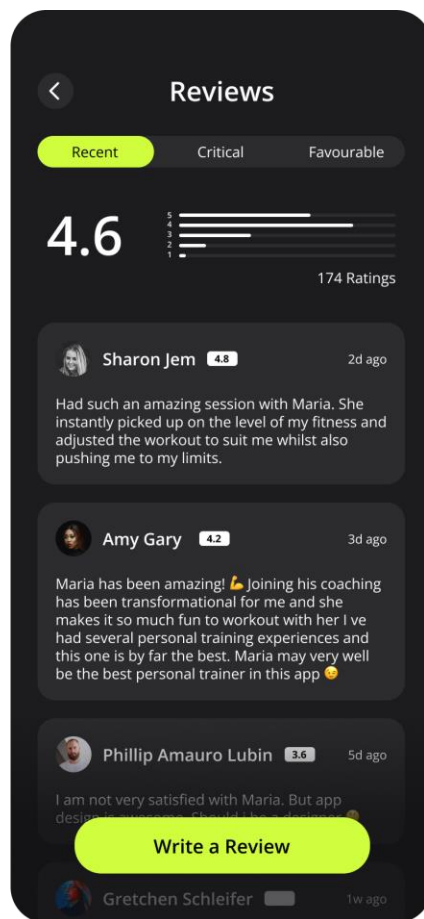 Reviews
Recent Critical Favourable
4.6
5
4
3
2
1
174 Ratings
Sharon Jem 4.8 2d ago
Had such an amazing session with Maria. She
instantly picked up on the level of my fitness and
adjusted the workout to suit me whilst also
pushing me to my limits.
Amy Gary 4.2 3d ago
Maria has been amazing! 💪 Joining his coaching
has been transformational for me and she
makes it so much fun to workout with her I ve
had several personal training experiences and
this one is by far the best. Maria may very well
be the best personal trainer in this app 😉
Phillip Amauro Lubin 3.6 5d ago
I am not very satisfied with Maria. But app
design is awesome. Should i be a designer
Write a Review
Gretchen Schleifer 1w ago